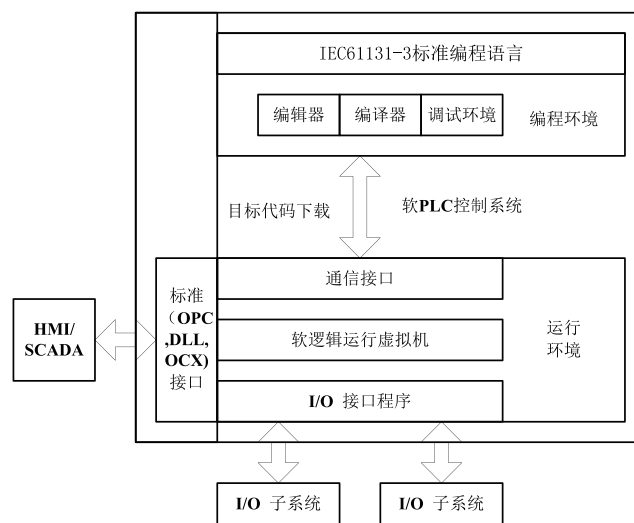 IEC61131-3标准编程语言
编辑器
编译器
调试环境
编程环境
目标代码下载
软PLC控制系统
标准
（OPC
,DLL,
OCX)
接口
通信接口
软逻辑运行虚拟机
I/O 接口程序
运行
环境
HMI/
SCADA
I/O 子系统
I/O 子系统